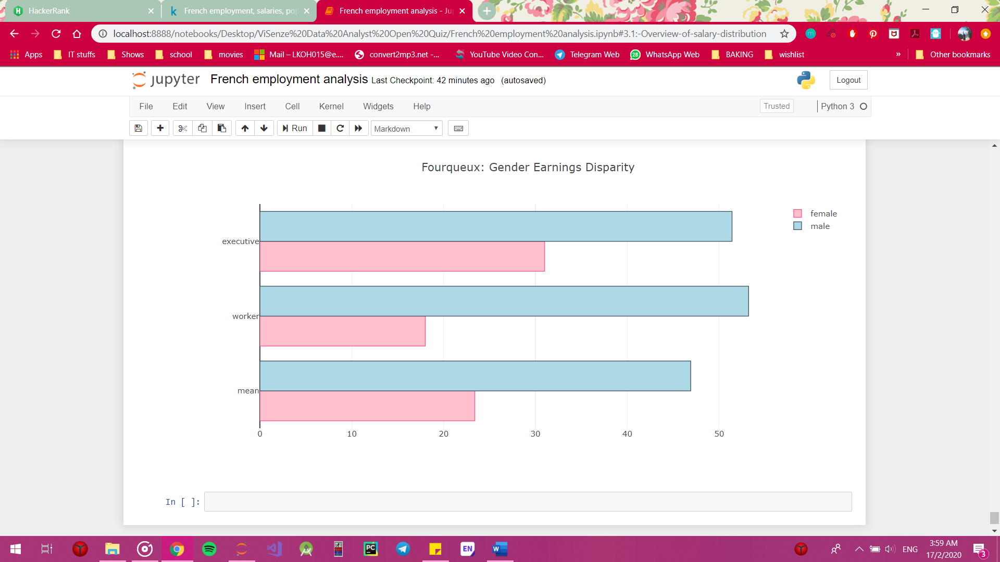 HackerRank
French employment, salaries, po
French employment analysis - Ju
localhost:8888/notebooks/Desktop/ViSenze%20Data%20Analyst%20Open%20Quiz/French%20employment%20analysis.ipynb#3.1:-Overview-of-salary-distribution
Apps
IT stuffs
Shows
school
movies
Mail – LKOH015@e....
convert2mp3.net -...
YouTube Video Con...
Telegram Web
28
WhatsApp Web
BAKING
wishlist
»
Other bookmarks
jupyter
French employment analysis Last Checkpoint: 42 minutes ago (autosaved)
Logout
File
Edit
View
Insert
Cell
Kernel
Widgets
Help
Trusted
Python 3
Run
Markdown
Fourqueux: Gender Earnings Disparity
female
male
executive
worker
mean
0 10 20 30 40 50
In [ ]:
PC
EN
W
ENG
3:59 AM
17/2/2020
3